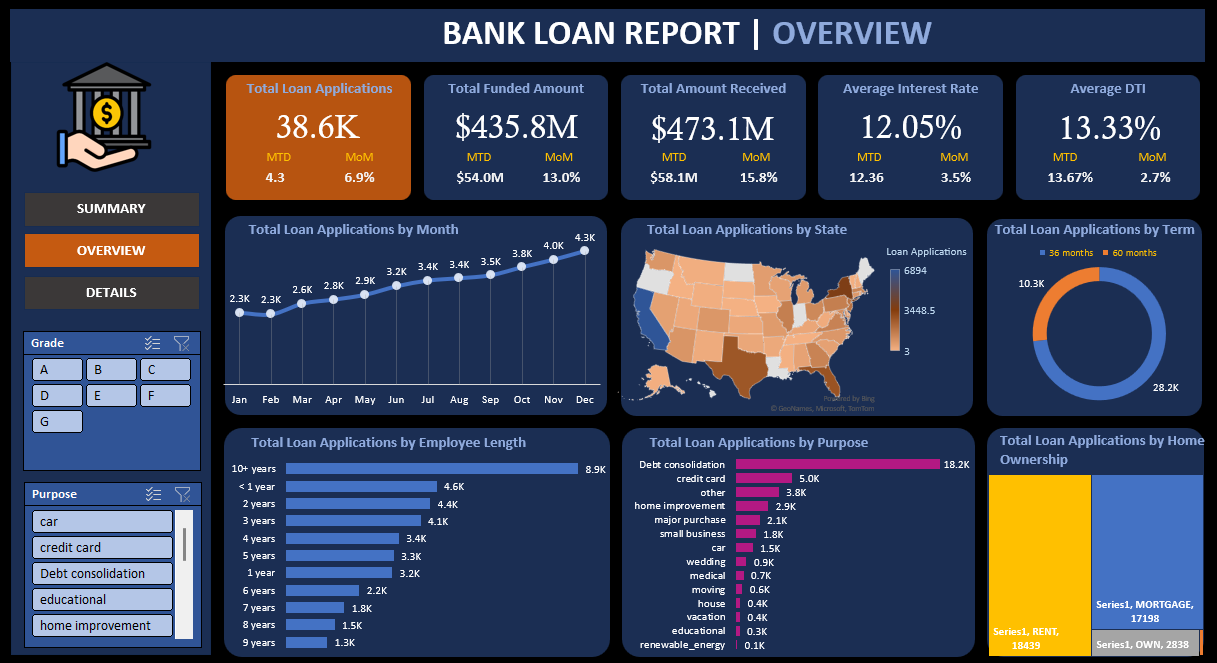 BANK LOAN REPORT | OVERVIEW
$
SUMMARY
OVERVIEW
DETAILS
Grade
A B C
D E F
G
Purpose
car
credit card
Debt consolidation
educational
home improvement
Total Loan Applications
38.6K
MTD MoM
4.3 6.9%
Total Funded Amount
$435.8M
MTD MoM
$54.0M 13.0%
Total Amount Received
$473.1M
MTD MoM
$58.1M 15.8%
Average Interest Rate
12.05%
MTD MoM
12.36 3.5%
Average DTI
13.33%
MTD MoM
13.67% 2.7%
Total Loan Applications by Month
2.3K 2.3K 2.6K 2.8K 2.9K 3.2K 3.4K 3.4K 3.5K 3.8K 4.0K 4.3K
Jan Feb Mar Apr May Jun Jul Aug Sep Oct Nov Dec
Total Loan Applications by State
Loan Applications
6894
3448.5
3
Powered by Bing
© GeoNames, Microsoft, TomTom
Total Loan Applications by Term
36 months 60 months
10.3K
28.2K
Total Loan Applications by Employee Length
10+ years 8.9K
< 1 year 4.6K
2 years 4.4K
3 years 4.1K
4 years 3.4K
5 years 3.3K
1 year 3.2K
6 years 2.2K
7 years 1.8K
8 years 1.5K
9 years 1.3K
Total Loan Applications by Purpose
Debt consolidation 18.2K
credit card 5.0K
other 3.8K
home improvement 2.9K
major purchase 2.1K
small business 1.8K
car 1.5K
wedding 0.9K
medical 0.7K
moving 0.6K
house 0.4K
vacation 0.4K
educational 0.3K
renewable_energy 0.1K
Total Loan Applications by Home
Ownership
Series1, RENT,
18439
Series1, MORTGAGE,
17198
Series1, OWN, 2838